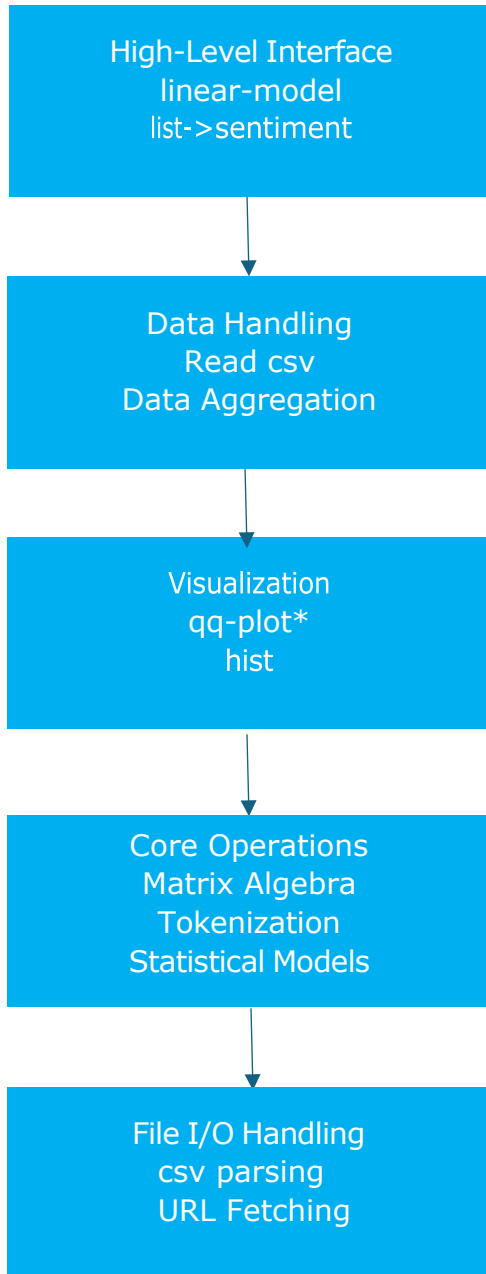 High-Level Interface
linear-model
list->sentiment
Data Handling
Read csv
Data Aggregation
Visualization
qq-plot*
hist
Core Operations
Matrix Algebra
Tokenization
Statistical Models
File I/O Handling
csv parsing
URL Fetching